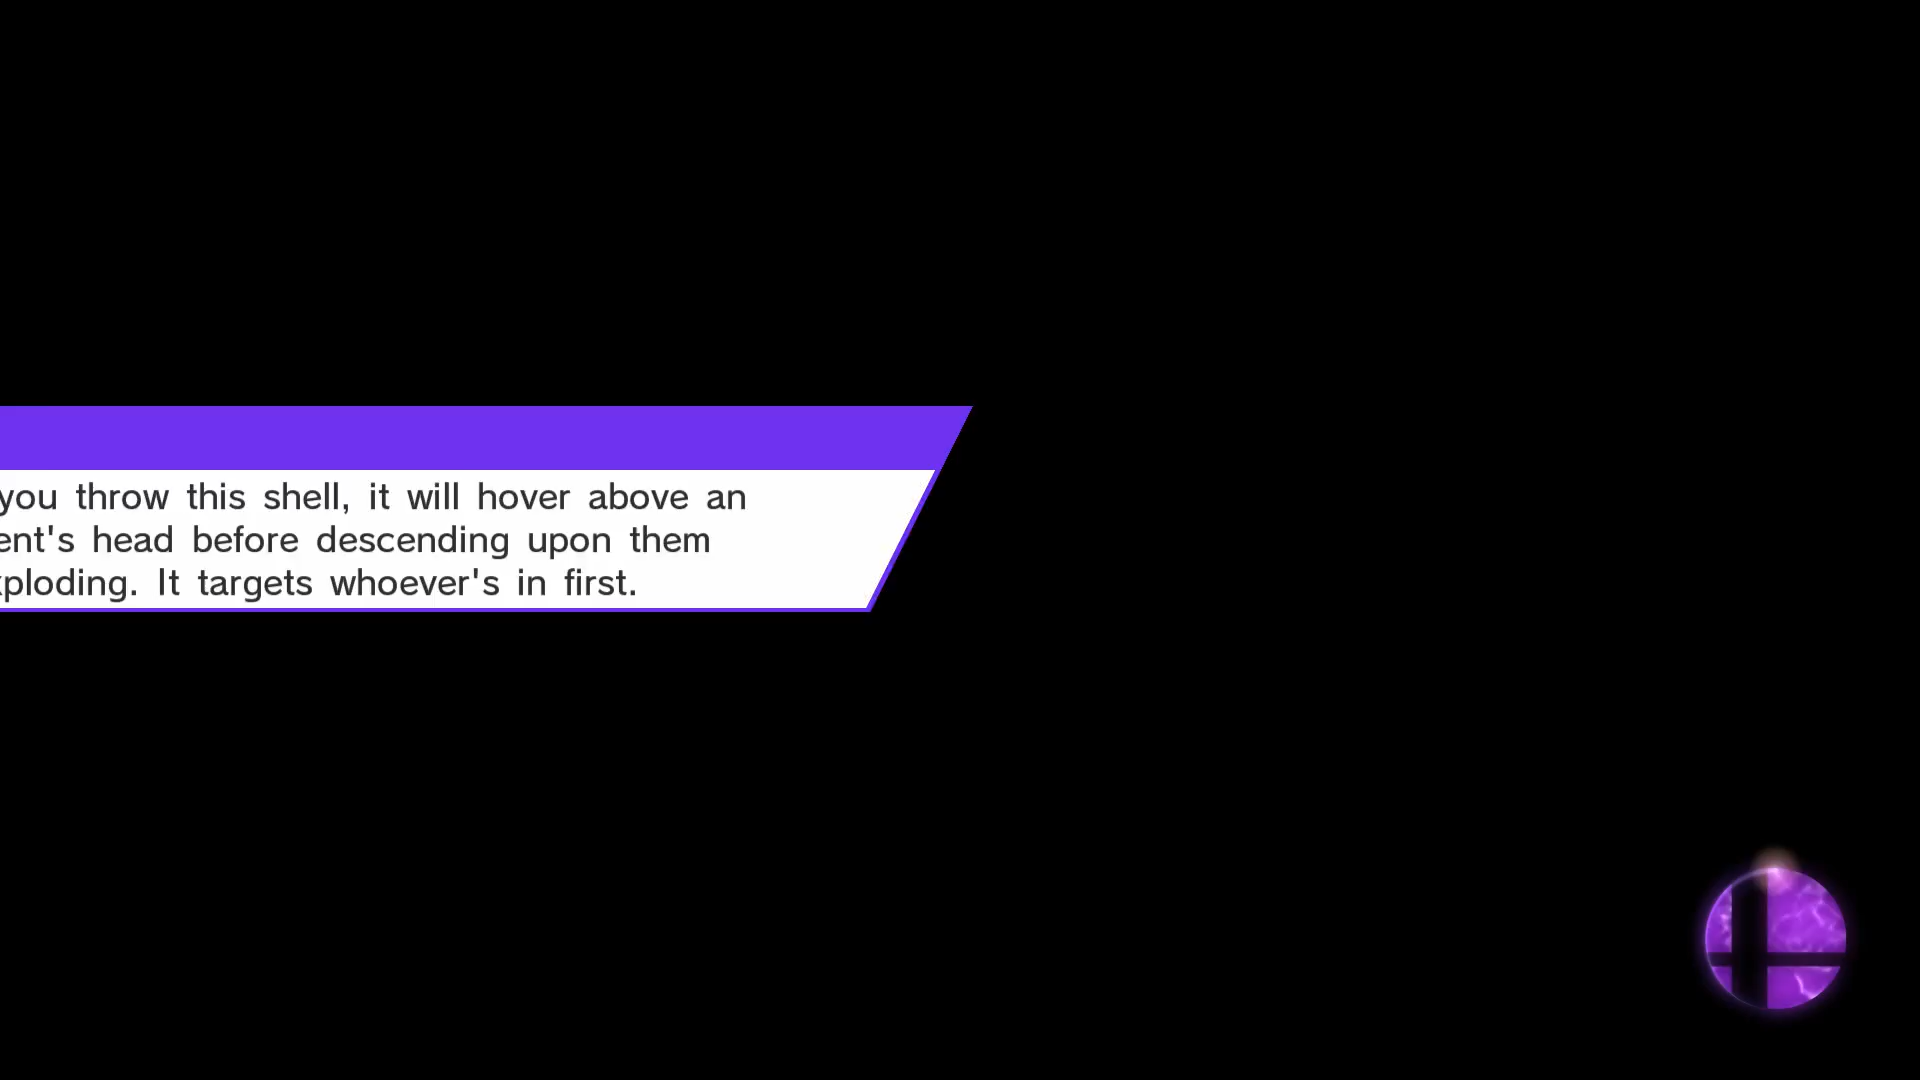 you throw this shell, it will hover above an
ent's head before descending upon them
ploding. It targets whoever's in first.